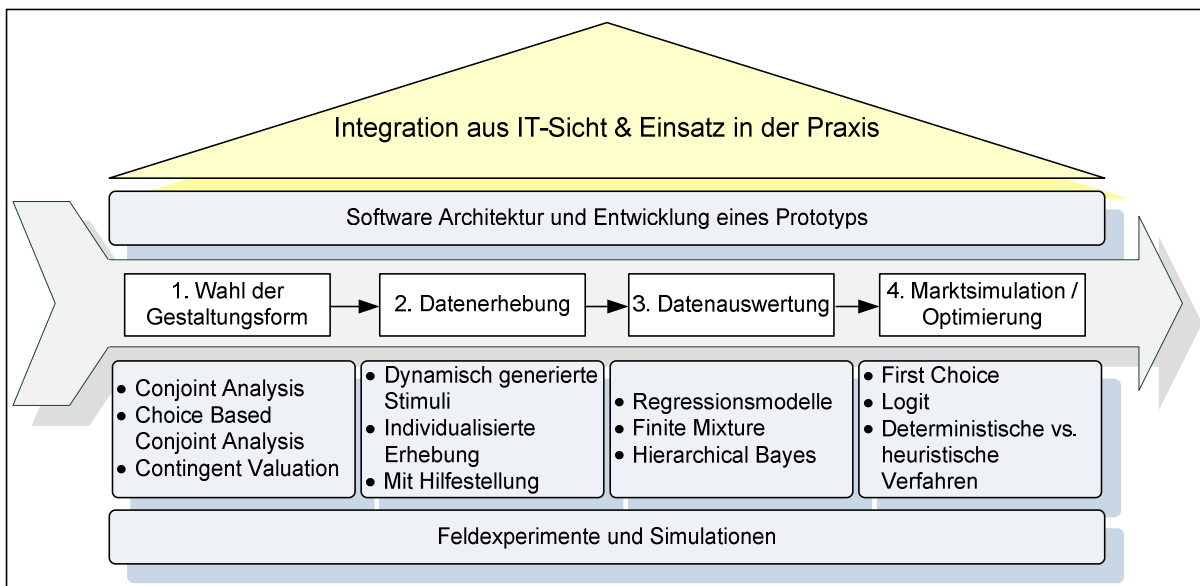 Integration aus IT-Sicht & Einsatz in der Praxis
Software Architektur und Entwicklung eines Prototyps
1. Wahl der
Gestaltungsform
2. Datenerhebung
3. Datenauswertung
4. Marktsimulation /
Optimierung
• Conjoint Analysis
• Choice Based
Conjoint Analysis
• Contingent Valuation
• Dynamisch generierte
Stimuli
• Individualisierte
Erhebung
• Mit Hilfestellung
• Regressionsmodelle
• Finite Mixture
• Hierarchical Bayes
• First Choice
• Logit
• Deterministische vs.
heuristische
Verfahren
Feldexperimente und Simulationen